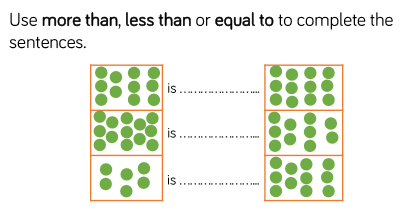 Use more than, less than or equal to to complete the
sentences.
is ........................
is ........................
is ........................